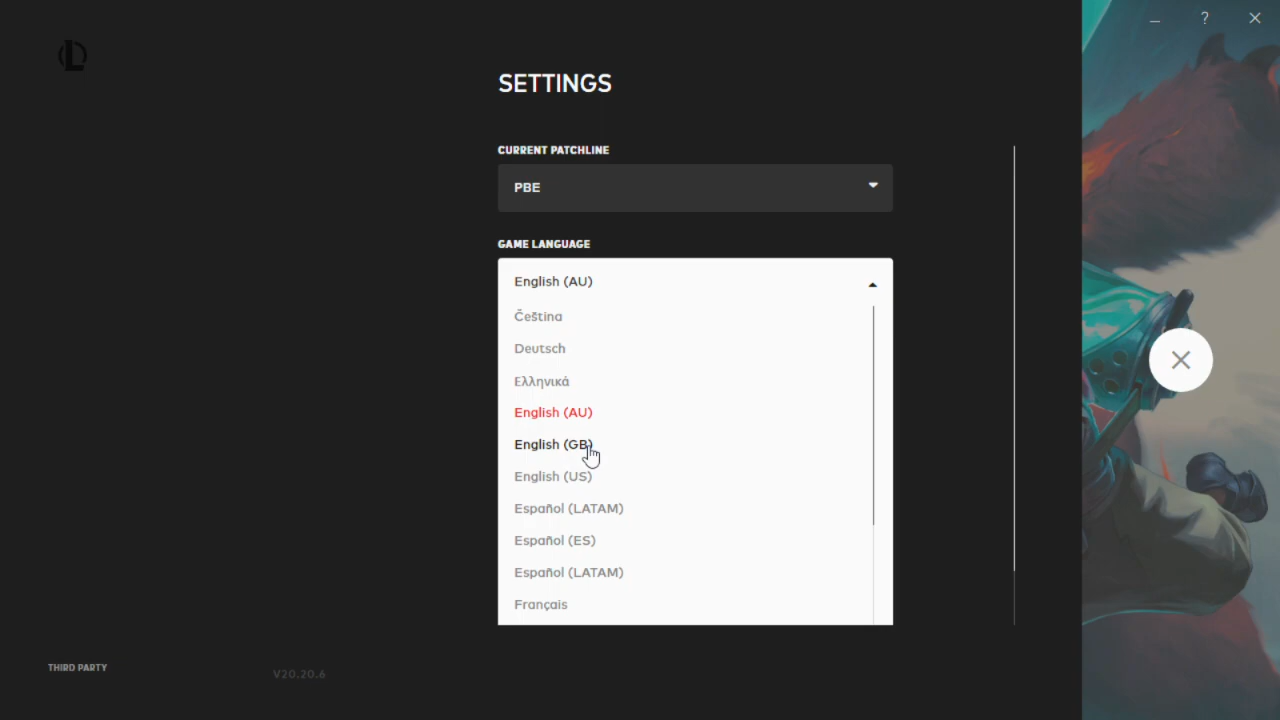 ?
SETTINGS
CURRENT PATCHLINE
PBE
GAME LANGUAGE
English (AU)
Čeština
Deutsch
Ελληνικά
English (AU)
English (GB)
English (US)
Español (LATAM)
Español (ES)
Español (LATAM)
Français
THIRD PARTY
V20.20.6